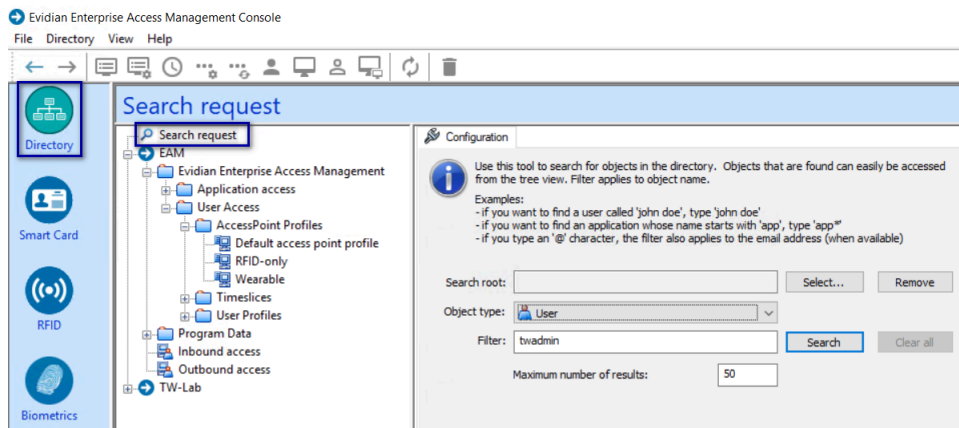 Evidian Enterprise Access Management Console
File Directory View Help
Directory
Smart Card
RFID
Biometrics
Search request
Search request
EAM
Evidian Enterprise Access Management
Application access
User Access
AccessPoint Profiles
Default access point profile
RFID-only
Wearable
Timeslices
User Profiles
Program Data
Inbound access
Outbound access
TW-Lab
Configuration
Use this tool to search for objects in the directory. Objects that are found can easily be accessed
from the tree view. Filter applies to object name.
Examples:
- if you want to find a user called 'john doe', type 'john doe'
- if you want to find an application whose name starts with 'app', type 'app*'
- if you type an '@' character, the filter also applies to the email address (when available)
Search root: Select... Remove
Object type: User
Filter: twadmin Search Clear all
Maximum number of results: 50